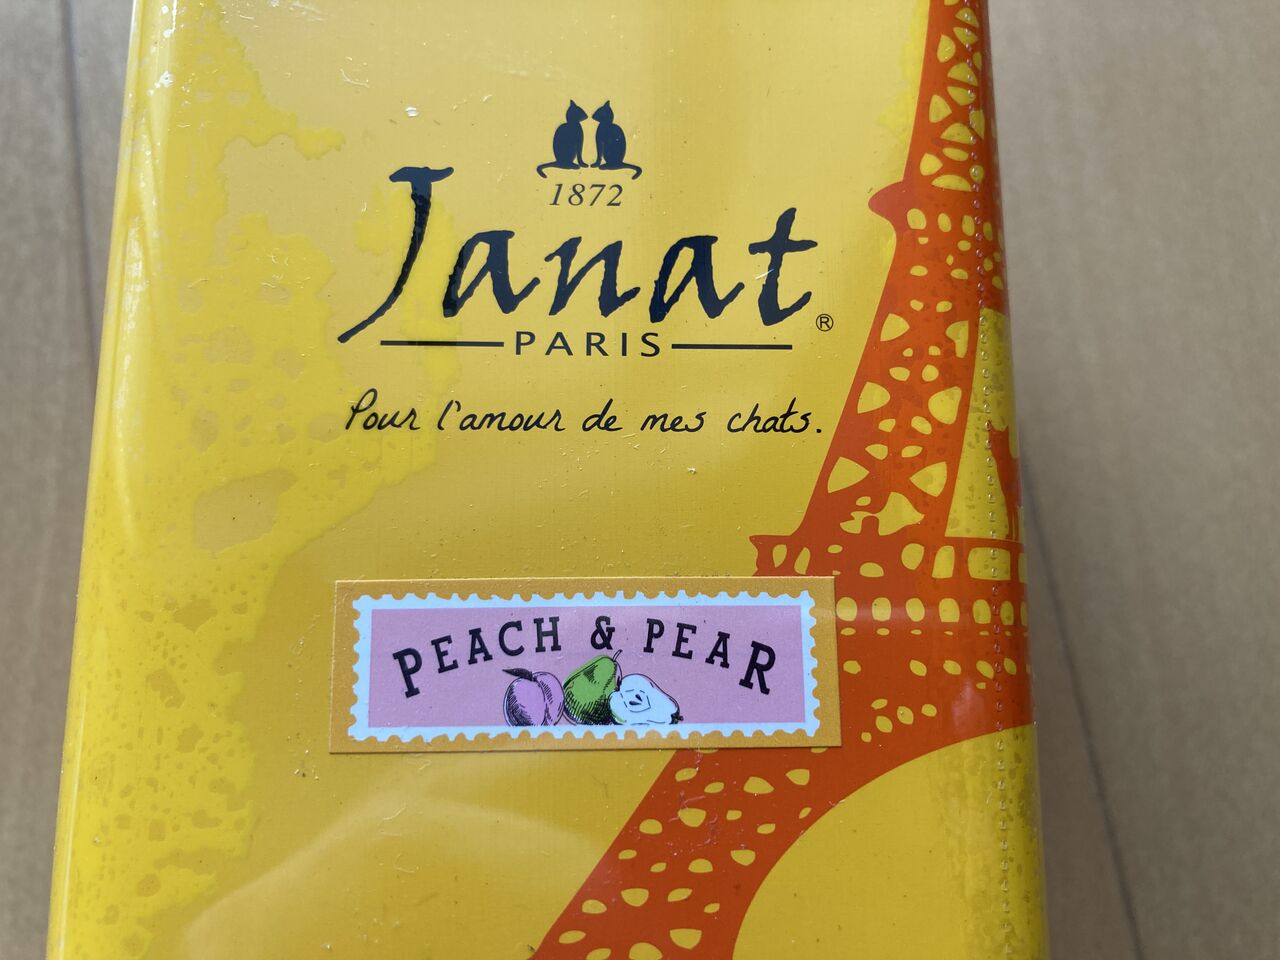 1872
Janat
®
PARIS
Pour l'amour de mes chats.
PEACH & PEAR